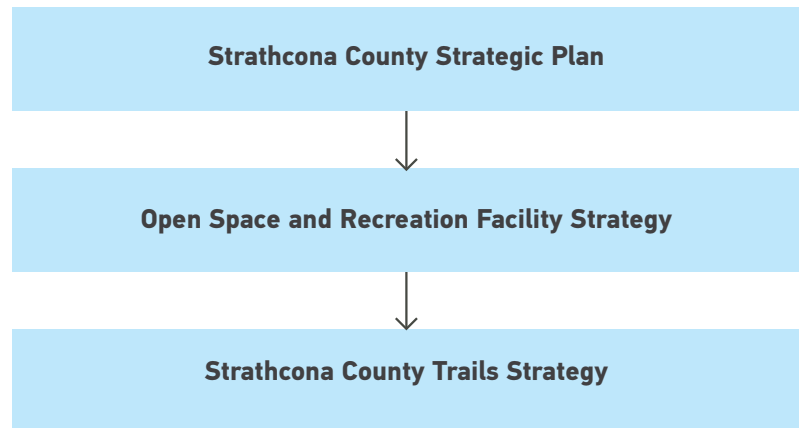 Strathcona County Strategic Plan
Open Space and Recreation Facility Strategy
Strathcona County Trails Strategy